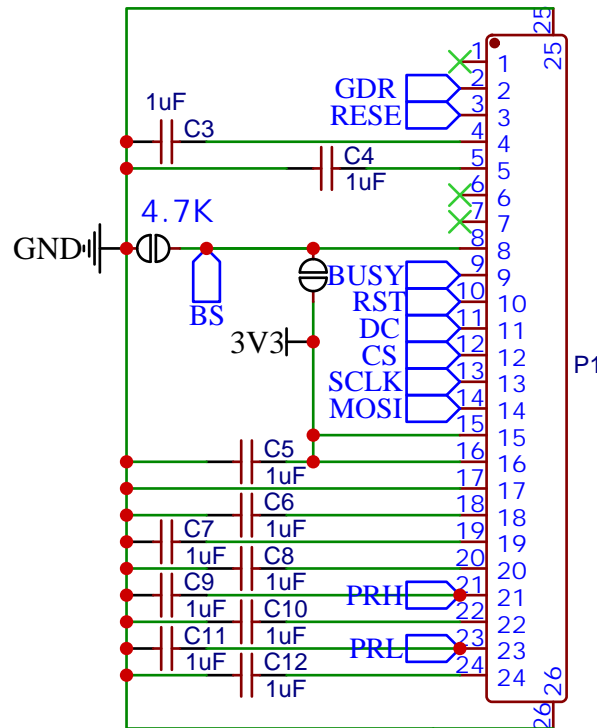 25
25
1
1
1uF
GDR
2
2
RESE
3
3
C3
4
4
C4
5
5
1uF
6
6
4.7K
7
7
GND
8
8
BUSY
9
9
BS
RST
10
10
DC
11
11
3V3
CS
12
12
P1
SCLK
13
13
MOSI
14
14
15
15
C5
16
16
1uF
17
17
C6
18
18
C7
1uF
19
19
1uF
C8
20
20
C9
1uF
PRH
21
21
1uF
C10
22
22
C11
1uF
PRL
23
23
1uF
C12
24
24
1uF
26
26